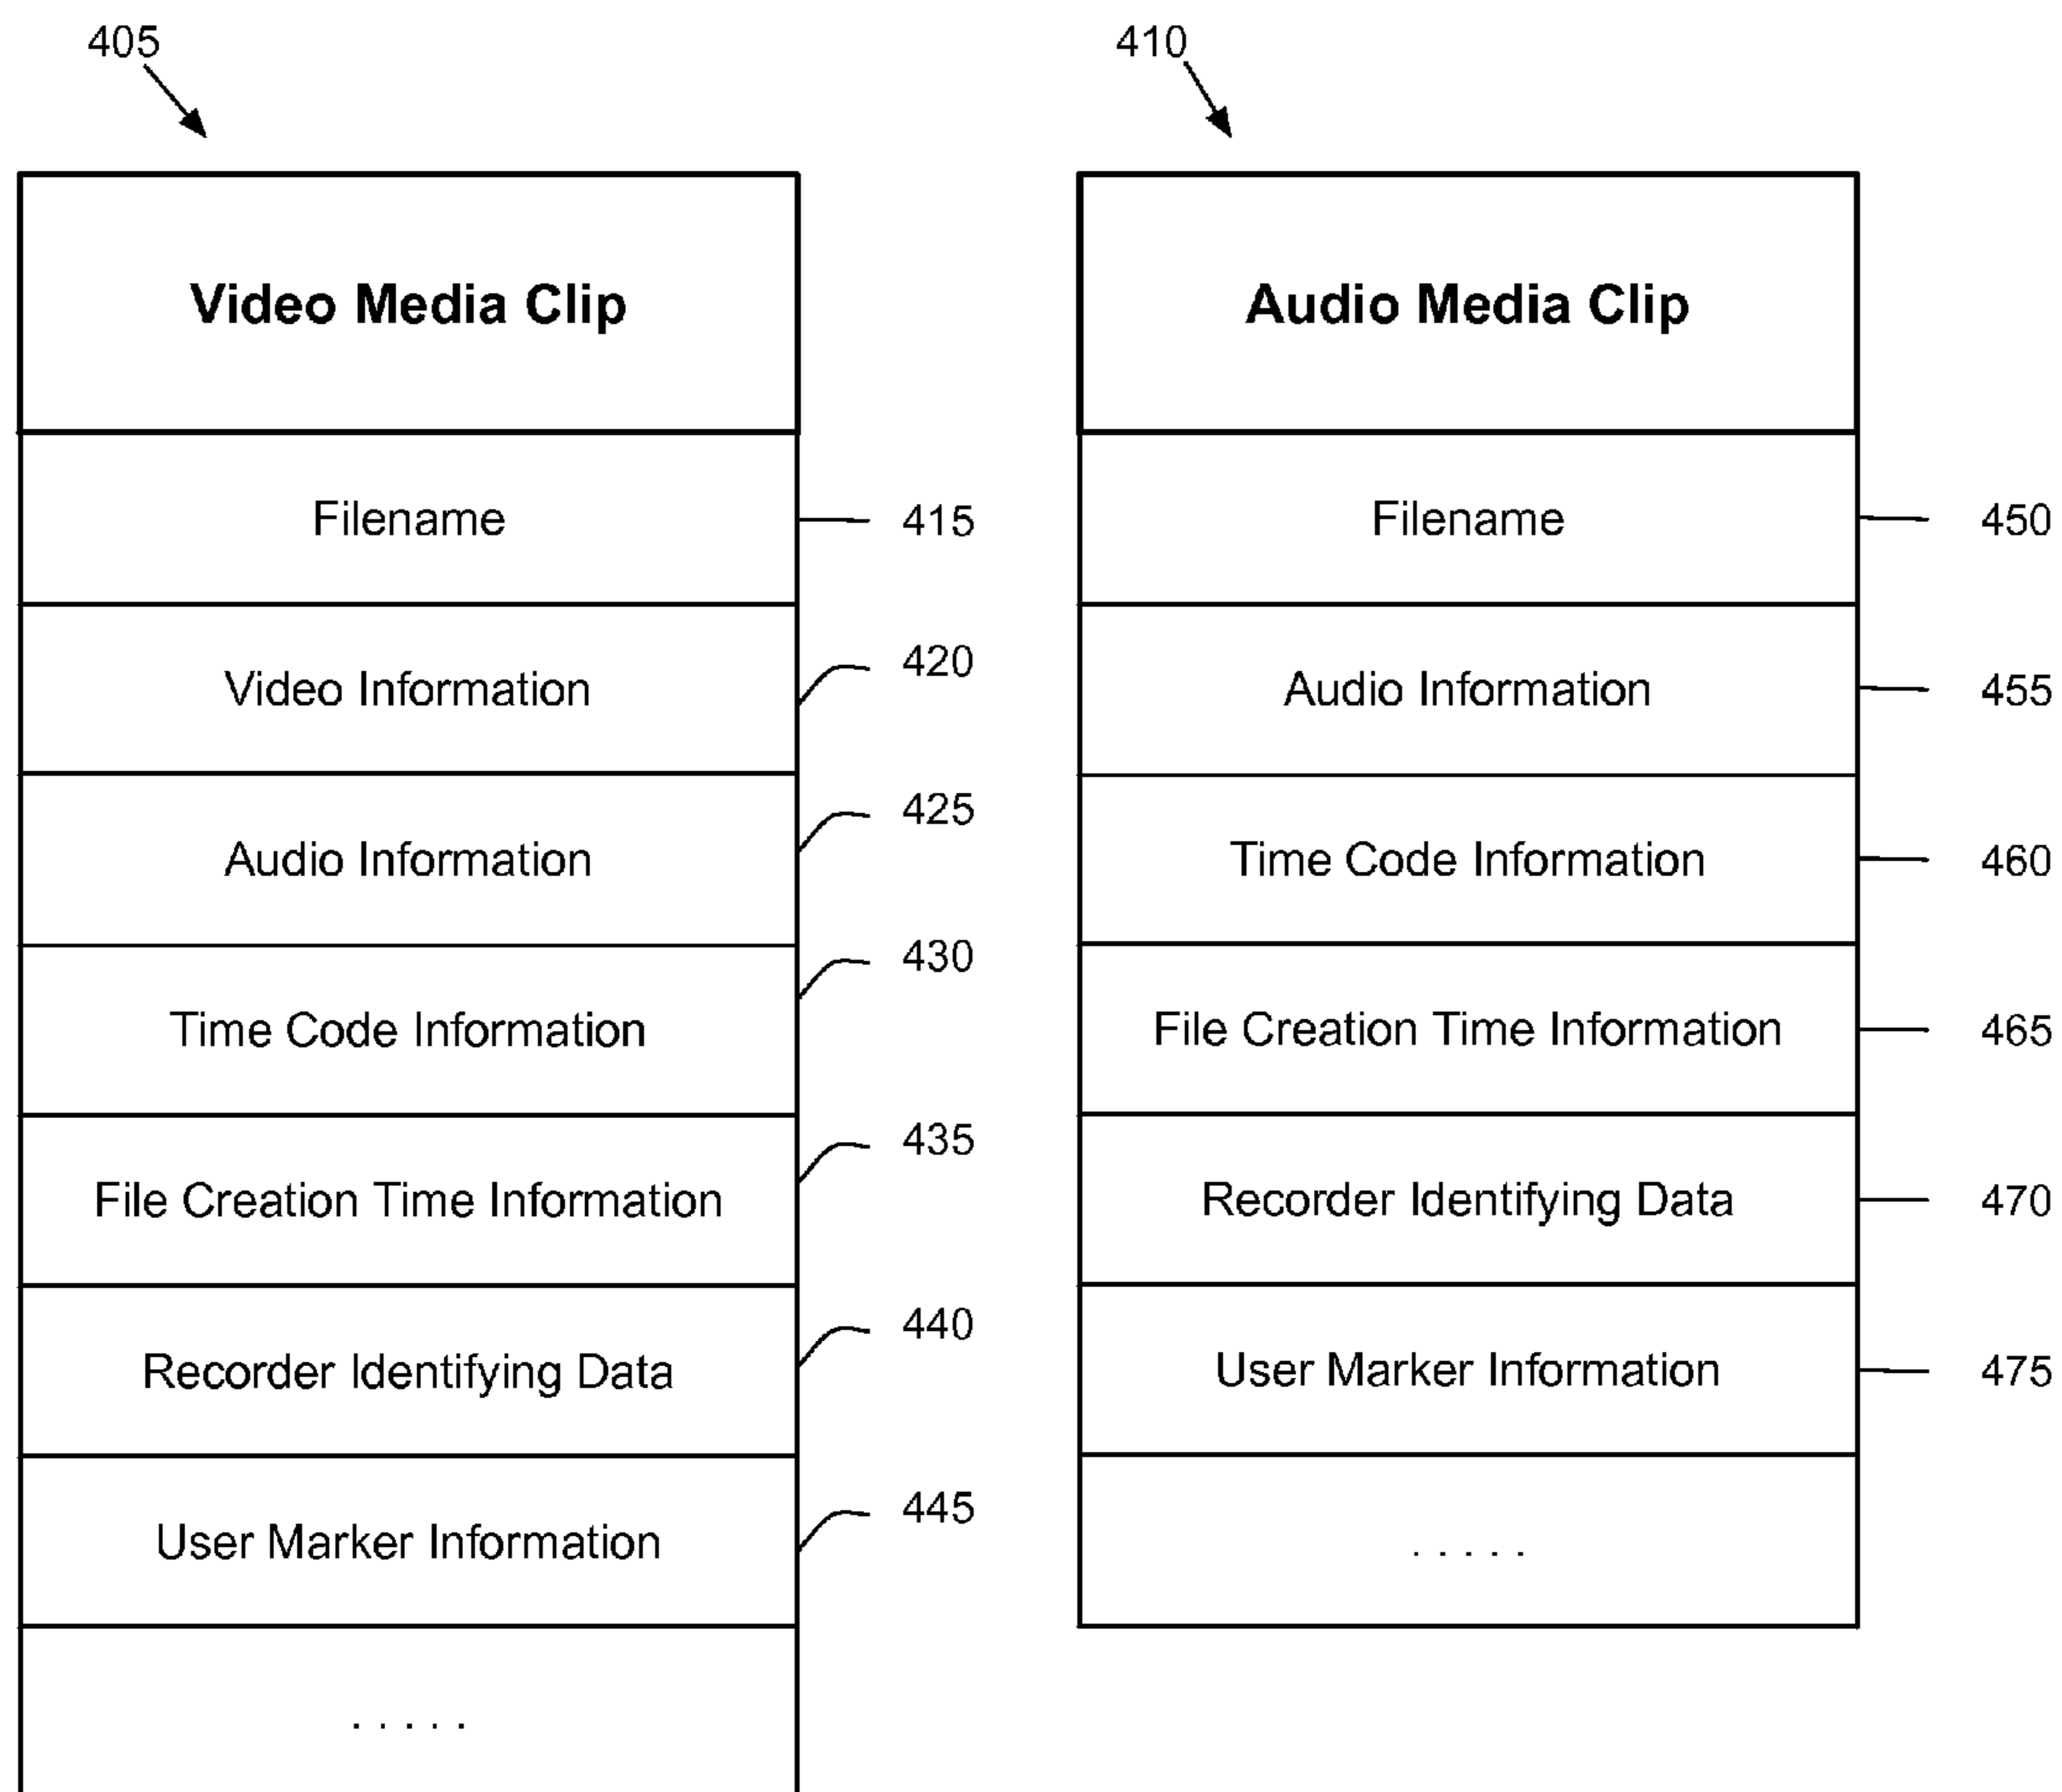 405
Video Media Clip
Filename
415
Video Information
420
Audio Information
425
Time Code Information
430
File Creation Time Information
435
Recorder Identifying Data
440
User Marker Information
445
. . . . .
410
Audio Media Clip
Filename
450
Audio Information
455
Time Code Information
460
File Creation Time Information
465
Recorder Identifying Data
470
User Marker Information
475
. . . . .